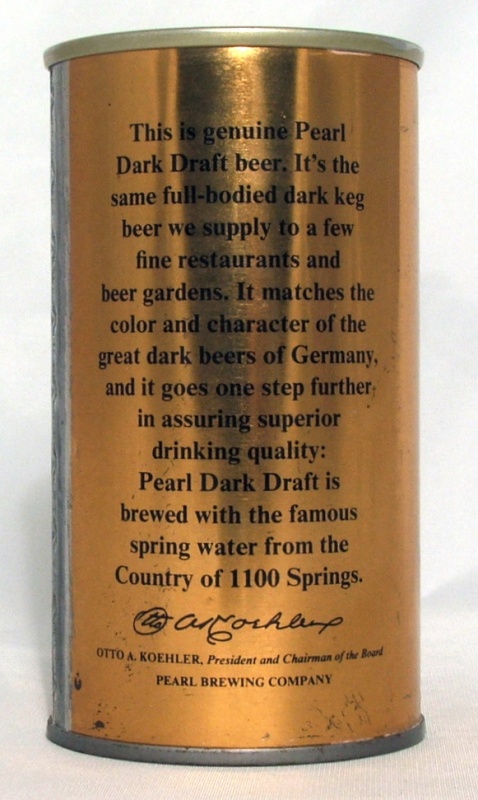 This is genuine Pearl
Dark Draft beer. It's the
same full-bodied dark keg
beer we supply to a few
fine restaurants and
beer gardens. It matches the
color and character of the
great dark beers of Germany,
and it goes one step further
in assuring superior
drinking quality:
Pearl Dark Draft is
brewed with the famous
spring water from the
Country of 1100 Springs.
Otto A. Koehler
OTTO A. KOEHLER, President and Chairman of the Board
PEARL BREWING COMPANY